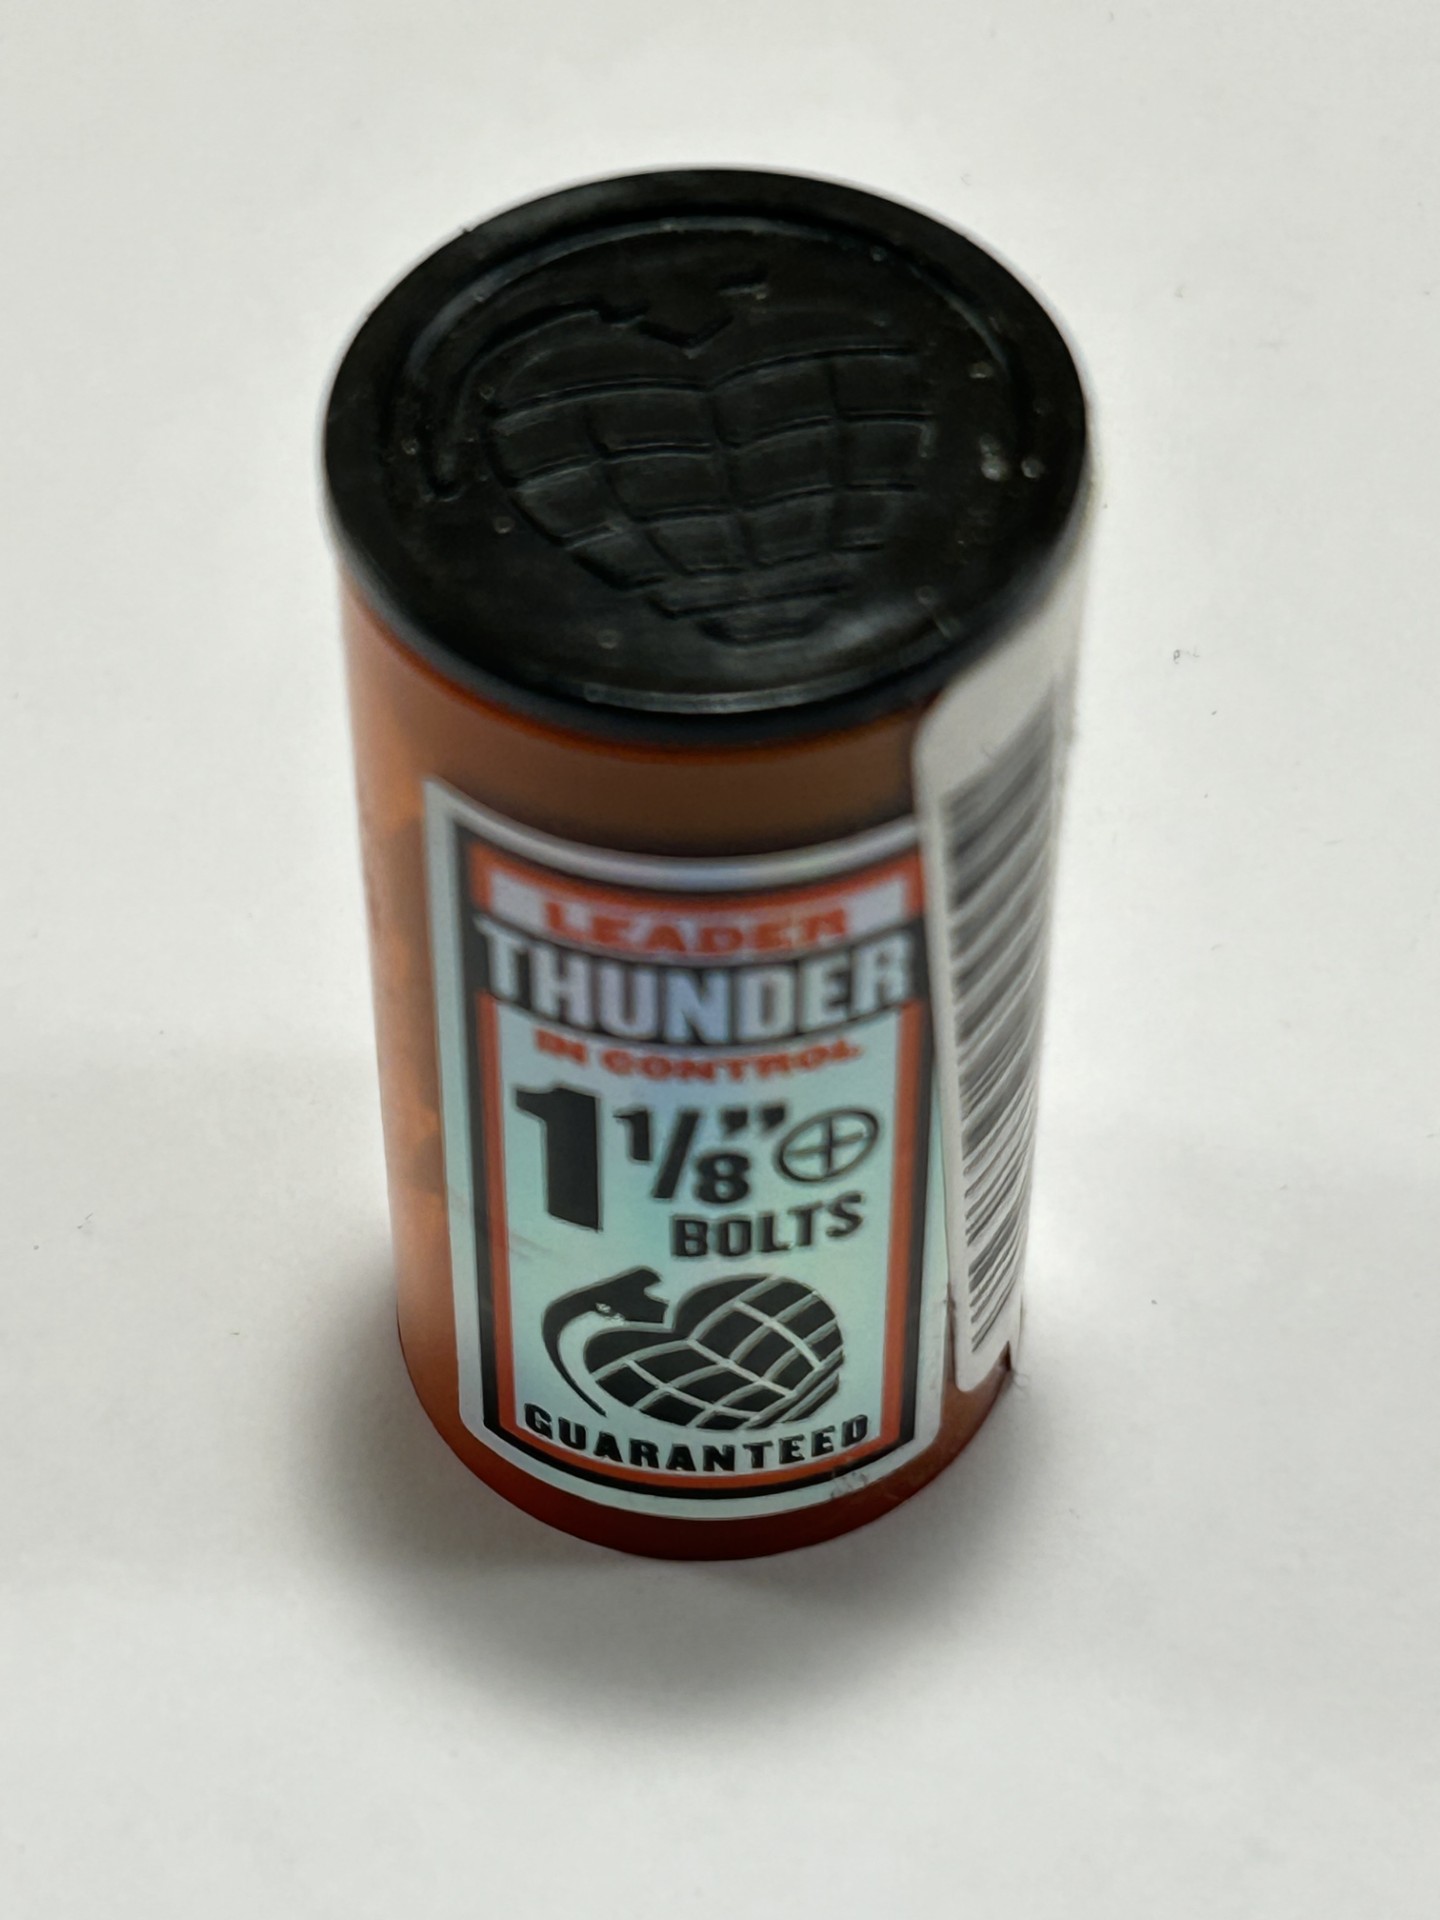 LEADER
THUNDER
IN CONTROL
1 1/8"
BOLTS
GUARANTEED